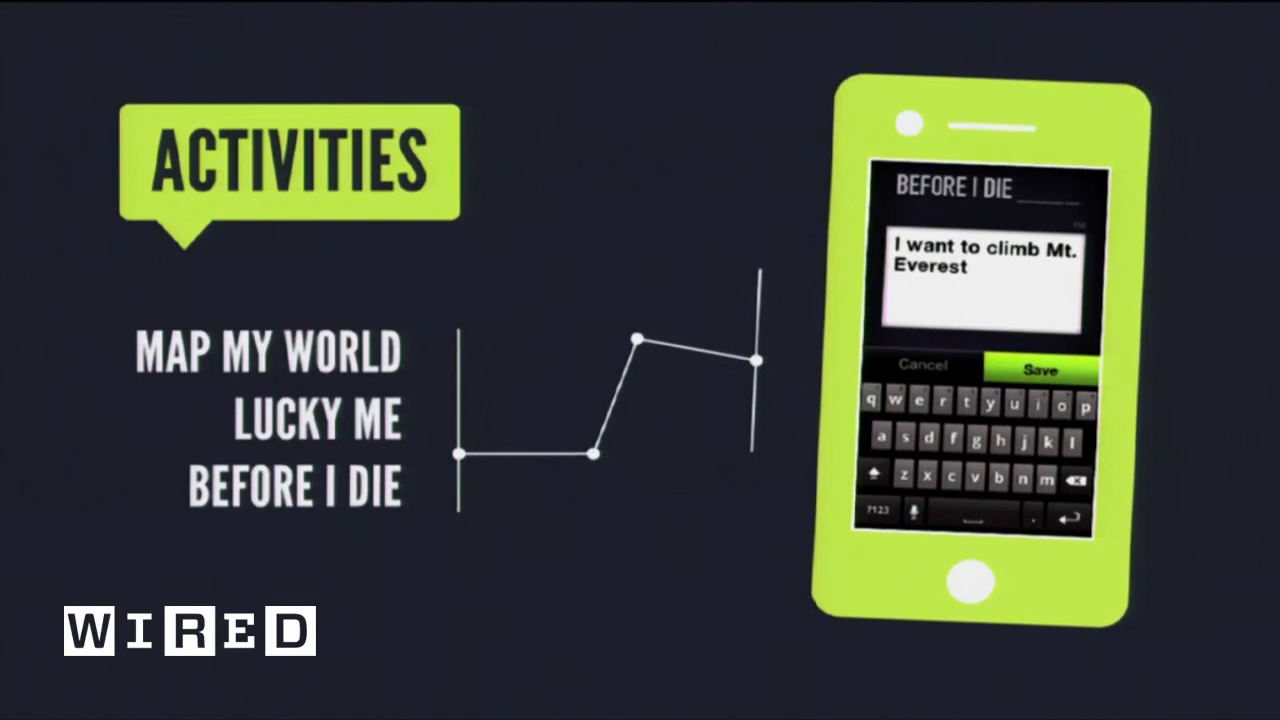 ACTIVITIES
MAP MY WORLD
LUCKY ME
BEFORE I DIE
WIRED
BEFORE I DIE ______
I want to climb Mt.
Everest
Cancel
Save
q w e r t y u i o p
a s d f g h j k l
z x c v b n m
?123 .